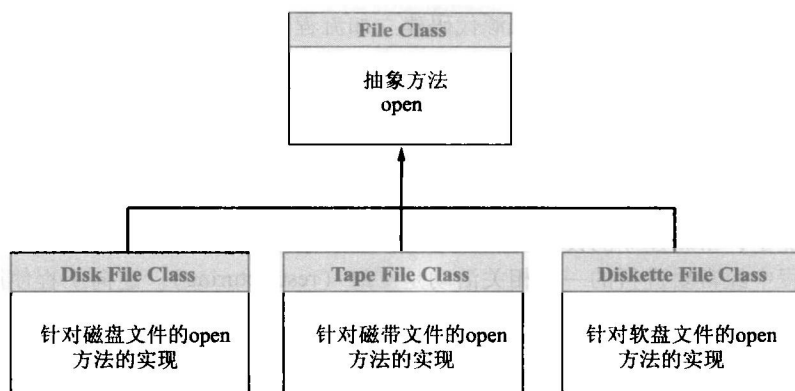 File Class
抽象方法
open
Disk File Class
针对磁盘文件的open
方法的实现
Tape File Class
针对磁带文件的open
方法的实现
Diskette File Class
针对软盘文件的open
方法的实现